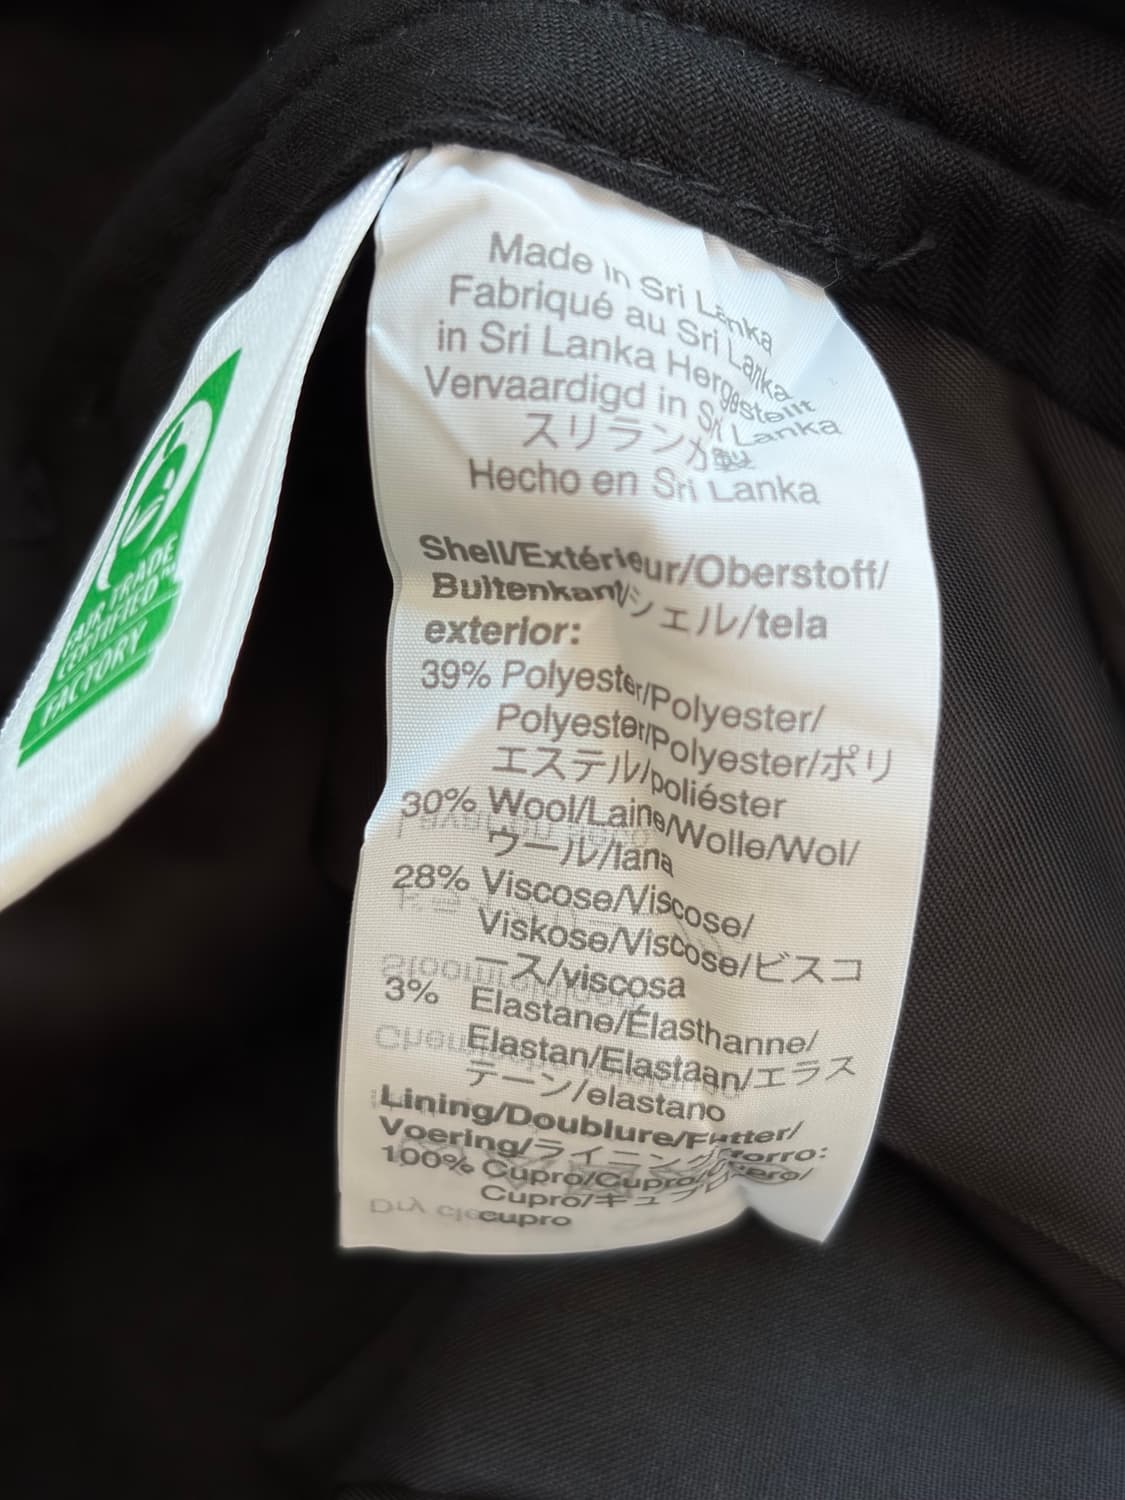 Made in Sri Lanka
Fabriqué au Sri Lanka
in Sri Lanka Hergestellt
Vervaardigd in Sri Lanka
スリランカ製
Hecho en Sri Lanka
Shell/Extérieur/Oberstoff/
Buitenkant/シェル/tela
exterior:
39% Polyester/Polyester/
Polyester/Polyester/ポリ
エステル/poliéster
30% Wool/Laine/Wolle/Wol/
ウール/lana
28% Viscose/Viscose/
Viskose/Viscose/ビスコ
ース/viscosa
3% Elastane/Élasthanne/
Elastan/Elastaan/エラス
テーン/elastano
Lining/Doublure/Futter/
Voering/ライニング/forro:
100% Cupro/Cupro/
Cupro/キュプロ
cupro
FAIR TRADE
CERTIFIED™
FACTORY